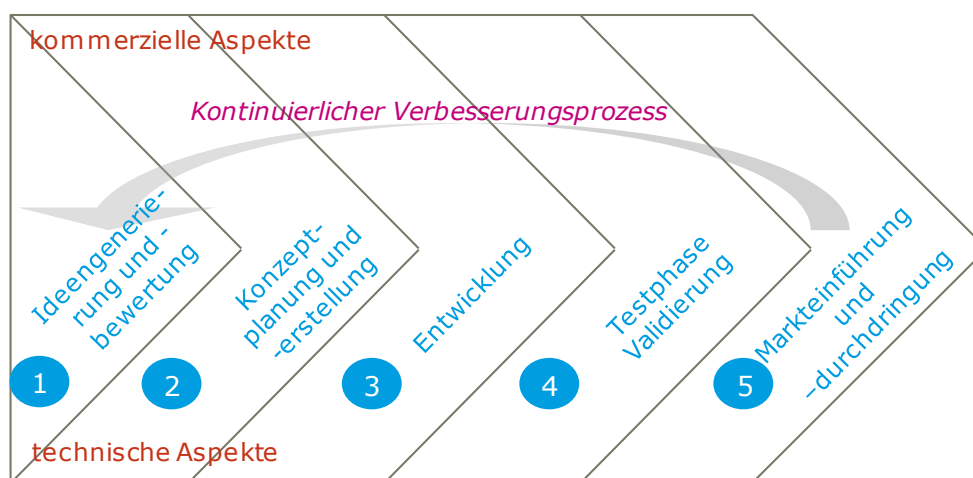 kommerzielle Aspekte
Kontinuierlicher Verbesserungsprozess
Ideengenerie-
rung und -
bewertung
Konzept-
planung und
-erstellung
Entwicklung
Testphase
Validierung
Markteinführung
und
–durchdringung
1
2
3
4
5
technische Aspekte